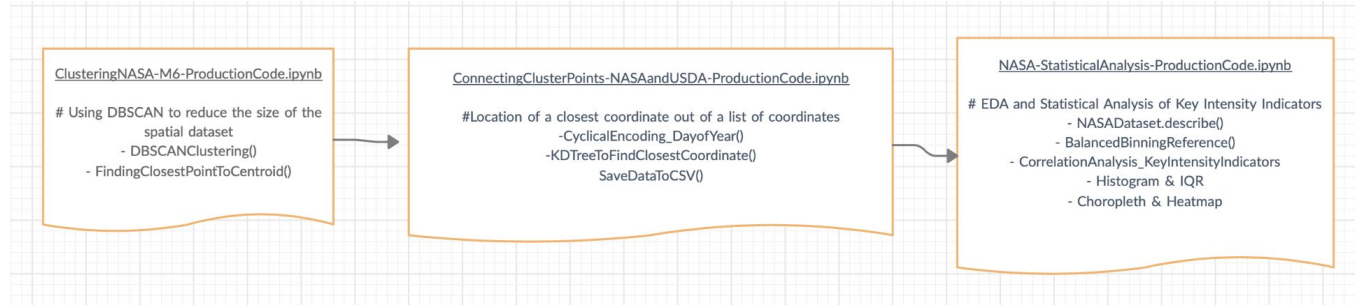 ClusteringNASA-M6-ProductionCode.ipynb
# Using DBSCAN to reduce the size of the
spatial dataset
- DBSCANClustering()
- FindingClosestPointToCentroid()
ConnectingClusterPoints-NASAandUSDA-ProductionCode.ipynb
#Location of a closest coordinate out of a list of coordinates
-CyclicalEncoding_DayofYear()
-KDTreeToFindClosestCoordinate()
SaveDataToCSV()
NASA-StatisticalAnalysis-ProductionCode.ipynb
# EDA and Statistical Analysis of Key Intensity Indicators
- NASADataset.describe()
- BalancedBinningReference()
- CorrelationAnalysis_KeyIntensityIndicators
- Histogram & IQR
- Choropleth & Heatmap